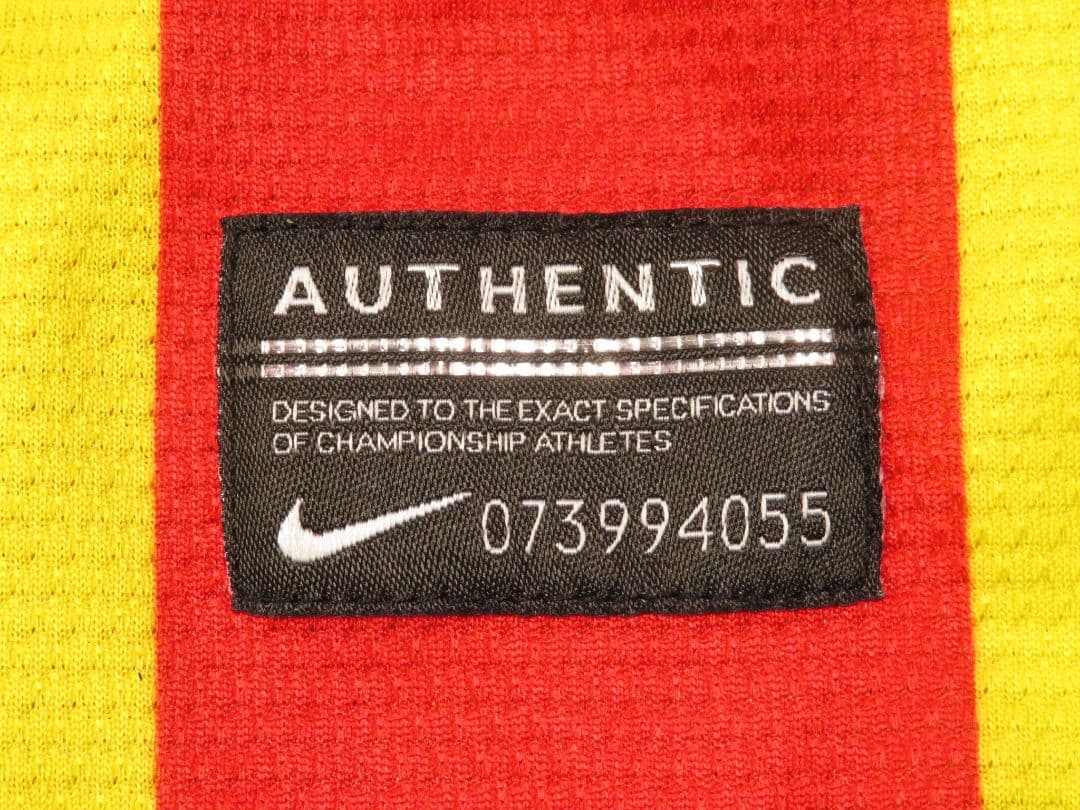 AUTHENTIC
DESIGNED TO THE EXACT SPECIFICATIONS
OF CHAMPIONSHIP ATHLETES
073994055